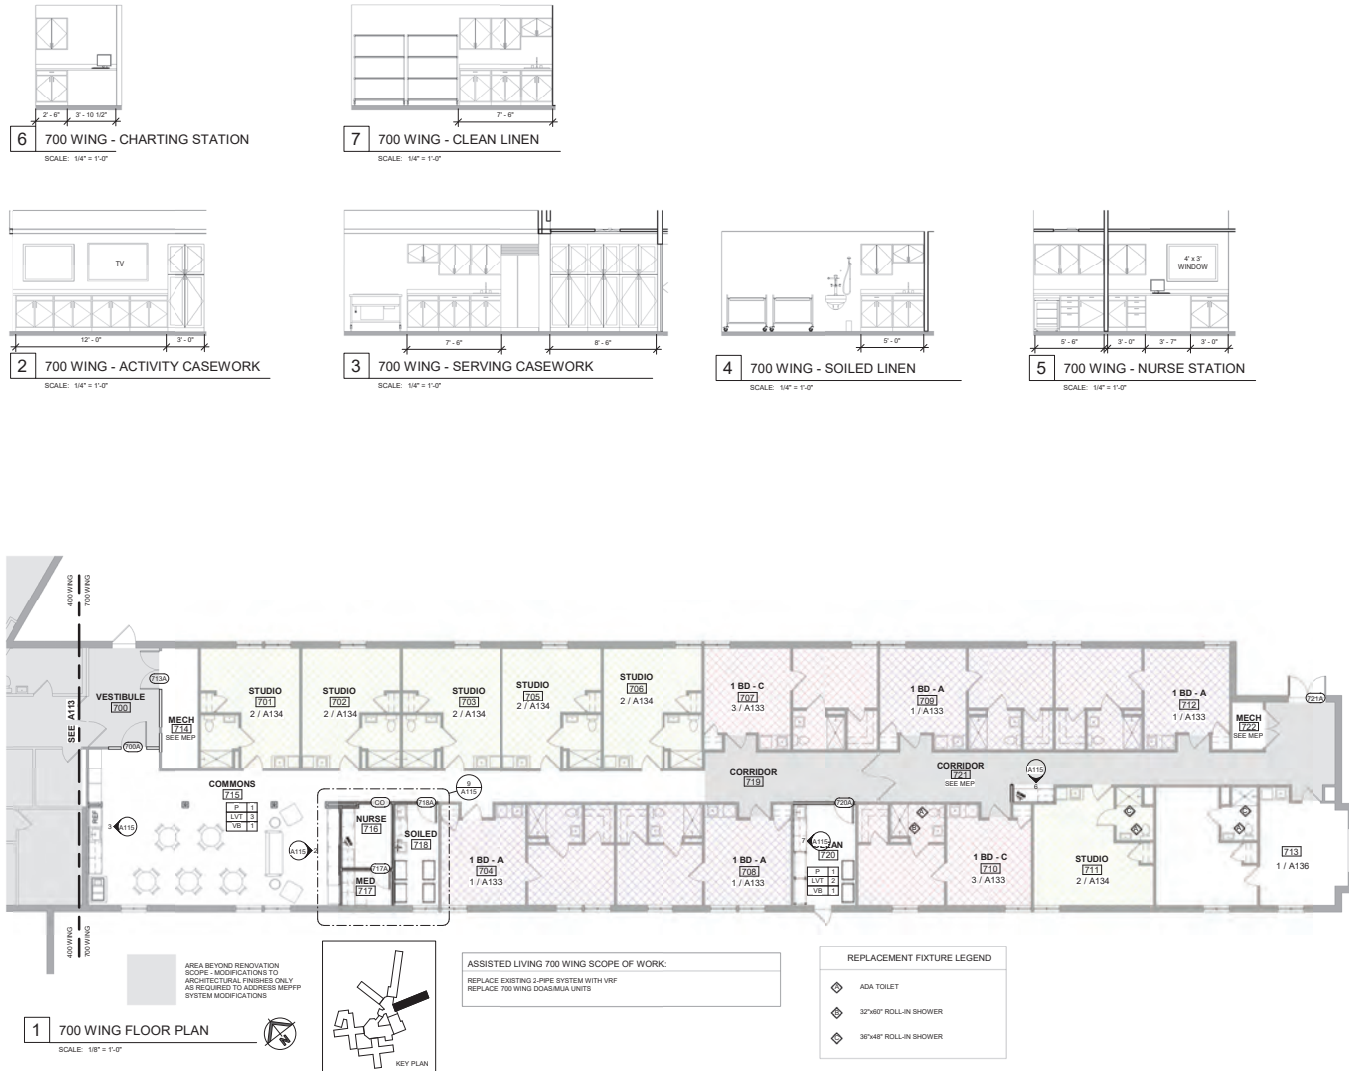 2' - 6"
3' - 10 1/2"
6
700 WING - CHARTING STATION
SCALE: 1/4" = 1'-0"
7' - 6"
7
700 WING - CLEAN LINEN
SCALE: 1/4" = 1'-0"
TV
12' - 0"
3' - 0"
2
700 WING - ACTIVITY CASEWORK
SCALE: 1/4" = 1'-0"
7' - 6"
8' - 6"
3
700 WING - SERVING CASEWORK
SCALE: 1/4" = 1'-0"
5' - 0"
4
700 WING - SOILED LINEN
SCALE: 1/4" = 1'-0"
4' x 3'
WINDOW
5' - 6"
3' - 0"
3' - 7"
3' - 0"
5
700 WING - NURSE STATION
SCALE: 1/4" = 1'-0"
400 WING
700 WING
SEE A113
VESTIBULE
700
713A
700A
MECH
714
SEE MEP
STUDIO
701
2 / A134
STUDIO
702
2 / A134
STUDIO
703
2 / A134
STUDIO
705
2 / A134
STUDIO
706
2 / A134
1 BD - C
707
3 / A133
1 BD - A
709
1 / A133
1 BD - A
712
1 / A133
MECH
722
SEE MEP
721A
COMMONS
715
P 1
LVT 3
VB 1
REF
3
A115
A115
2
9
A115
CO
718A
NURSE
716
SOILED
718
717A
MED
717
1 BD - A
704
1 / A133
1 BD - A
708
1 / A133
CORRIDOR
719
CORRIDOR
721
SEE MEP
A115
6
720A
7
A115
720
P 1
LVT 2
VB 1
A
B
1 BD - C
710
3 / A133
STUDIO
711
2 / A134
C
A
C
A
713
1 / A136
400 WING
700 WING
AREA BEYOND RENOVATION
SCOPE - MODIFICATIONS TO
ARCHITECTURAL FINISHES ONLY
AS REQUIRED TO ADDRESS MEPFP
SYSTEM MODIFICATIONS
1
700 WING FLOOR PLAN
SCALE: 1/8" = 1'-0"
N
KEY PLAN
ASSISTED LIVING 700 WING SCOPE OF WORK:
REPLACE EXISTING 2-PIPE SYSTEM WITH VRF
REPLACE 700 WING DOAS/MUA UNITS
REPLACEMENT FIXTURE LEGEND
A ADA TOILET
B 32"x60" ROLL-IN SHOWER
C 36"x48" ROLL-IN SHOWER